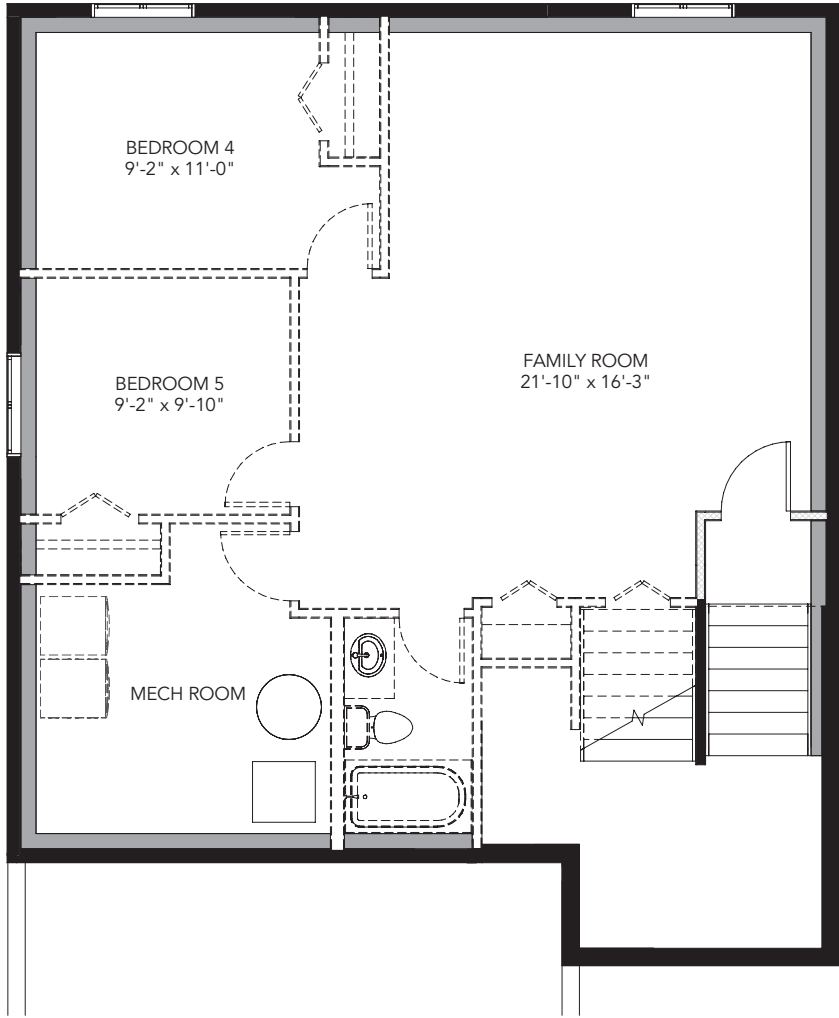 BEDROOM 4
9'-2" x 11'-0"
BEDROOM 5
9'-2" x 9'-10"
FAMILY ROOM
21'-10" x 16'-3"
MECH ROOM